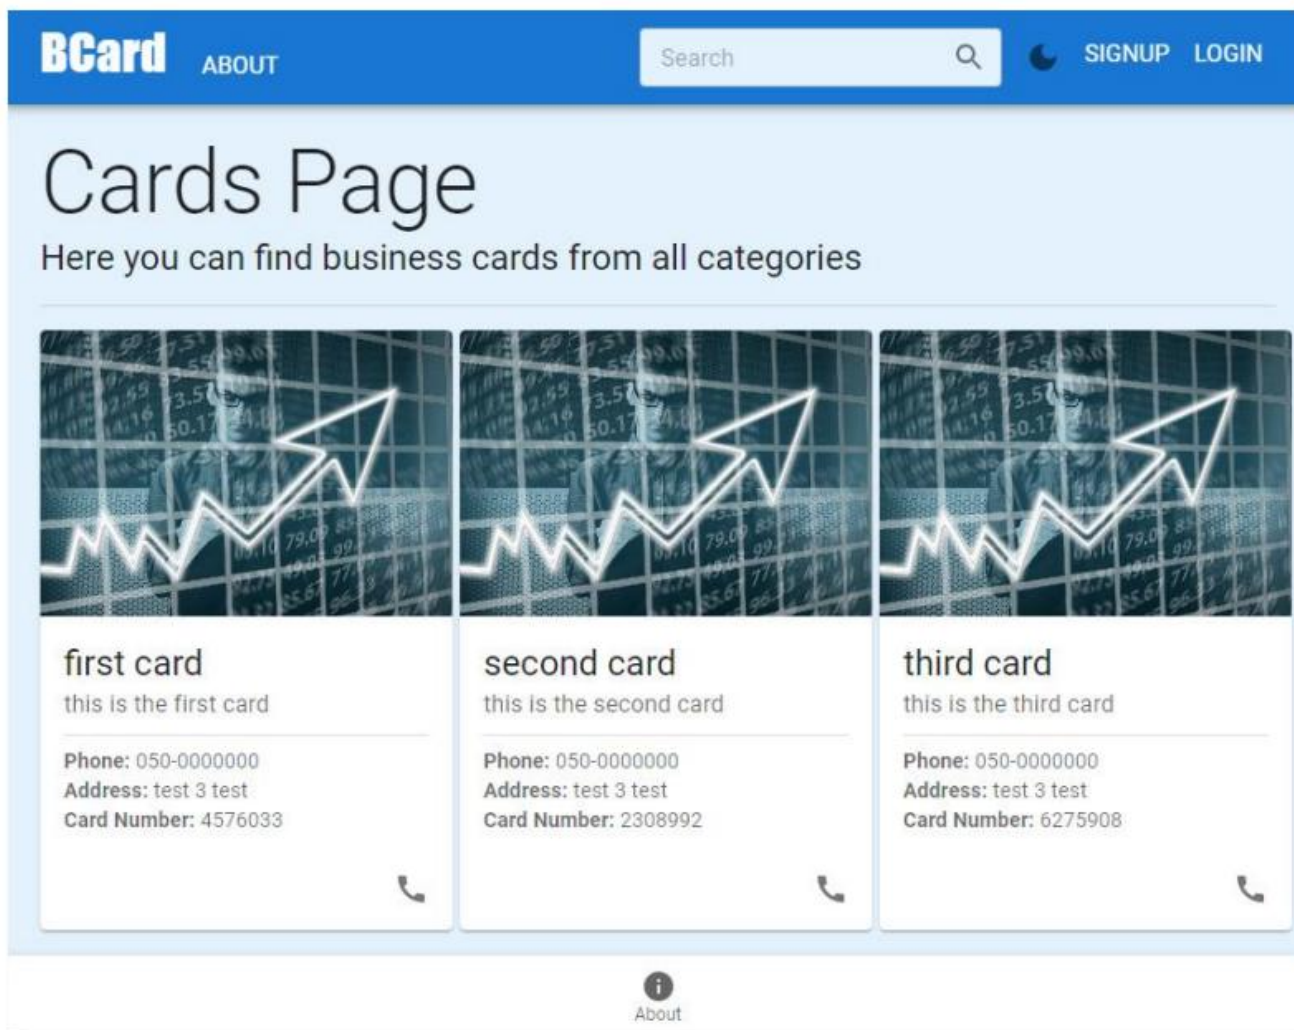 BCard ABOUT Search SIGNUP LOGIN
Cards Page
Here you can find business cards from all categories
first card
this is the first card
Phone: 050-0000000
Address: test 3 test
Card Number: 4576033
second card
this is the second card
Phone: 050-0000000
Address: test 3 test
Card Number: 2308992
third card
this is the third card
Phone: 050-0000000
Address: test 3 test
Card Number: 6275908
About